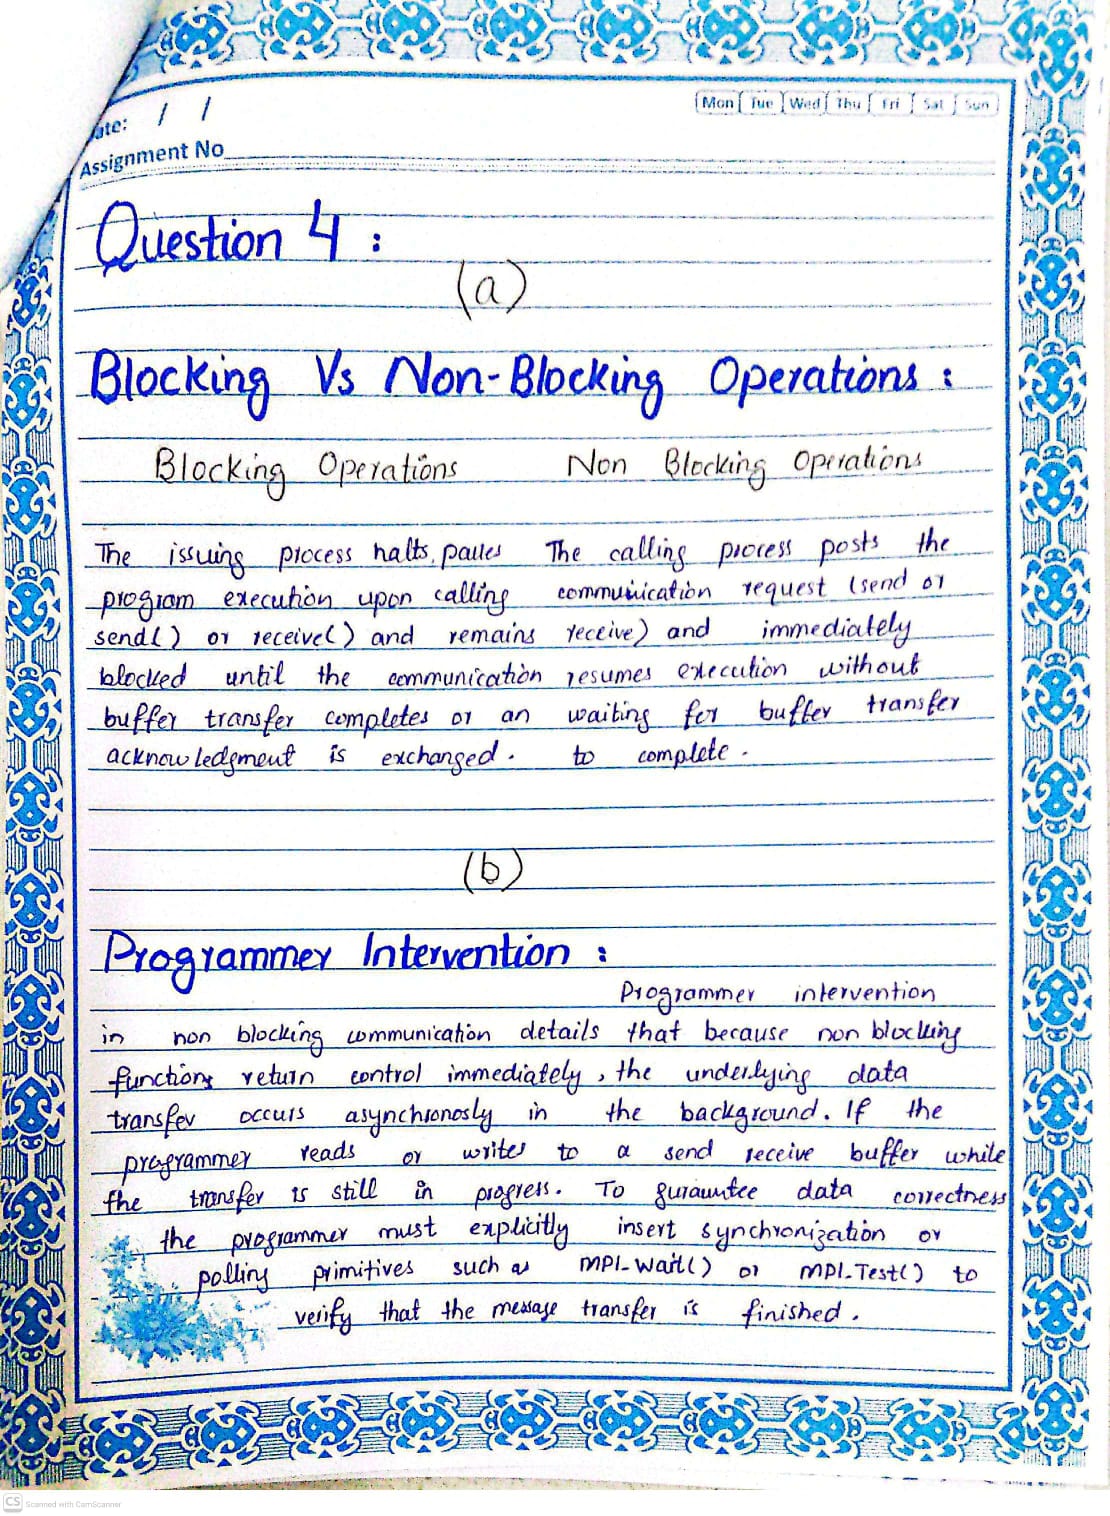 Date: / /
Mon Tue Wed Thu Fri Sat Sun
Assignment No
Question 4 :
(a)
Blocking Vs Non-Blocking Operations :
Blocking Operations
The issuing process halts, pauses
program execution upon calling
send() or receive() and remains
blocked until the communication
buffer transfer completes or an
acknowledgment is exchanged.
Non Blocking Operations
The calling process posts the
communication request (send or
receive) and immediately
resumes execution without
waiting for buffer transfer
to complete.
(b)
Programmer Intervention :
Programmer intervention
in non blocking communication details that because non blocking
functions return control immediately, the underlying data
transfer occurs asynchronosly in the background. If the
programmer reads or writes to a send receive buffer while
the transfer is still in progress. To gurauntee data correctness
the programmer must explicitly insert synchronization or
polling primitives such as MPI-Wait() or MPI-Test() to
verify that the message transfer is finished.
CS Scanned with CamScanner